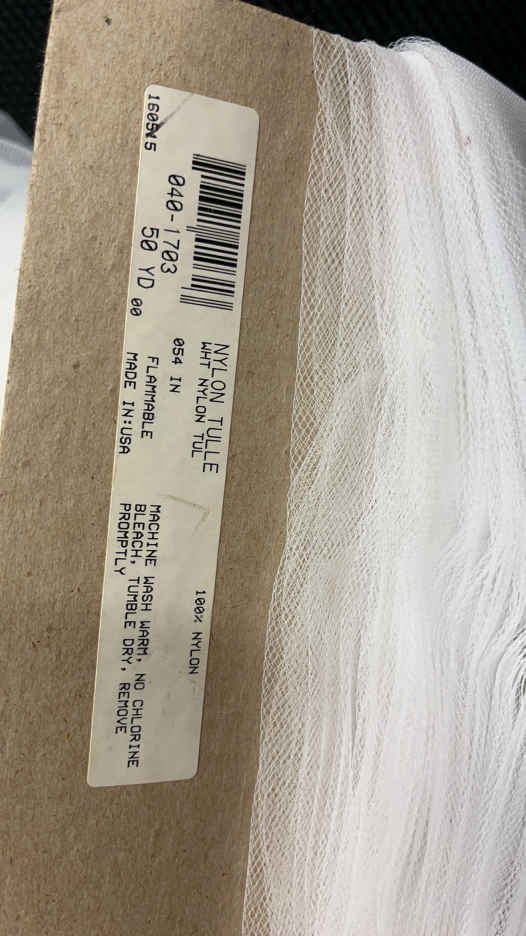 160515
040-1703
50 YD
00
NYLON TULLE
WHT NYLON TUL
054 IN
FLAMMABLE
MADE IN:USA
100% NYLON
MACHINE WASH WARM, NO CHLORINE
BLEACH, TUMBLE DRY, REMOVE
PROMPTLY